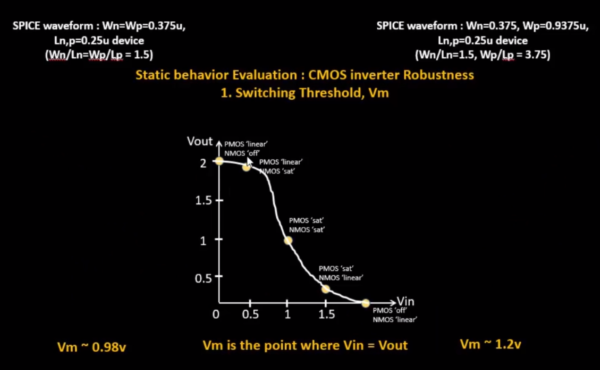 SPICE waveform : Wn=Wp=0.375u,
Ln,p=0.25u device
(Wn/Ln=Wp/Lp = 1.5)
SPICE waveform : Wn=0.375, Wp=0.9375u,
Ln,p=0.25u device
(Wn/Ln=1.5, Wp/Lp = 3.75)
Static behavior Evaluation : CMOS inverter Robustness
1. Switching Threshold, Vm
Vout
PMOS 'linear'
NMOS 'off'
PMOS 'linear'
NMOS 'sat'
2
1.5
PMOS 'sat'
NMOS 'sat'
1
PMOS 'sat'
NMOS 'linear'
0.5
Vin
0 0.5 1 1.5
PMOS 'off'
NMOS 'linear'
Vm ~ 0.98v
Vm is the point where Vin = Vout
Vm ~ 1.2v